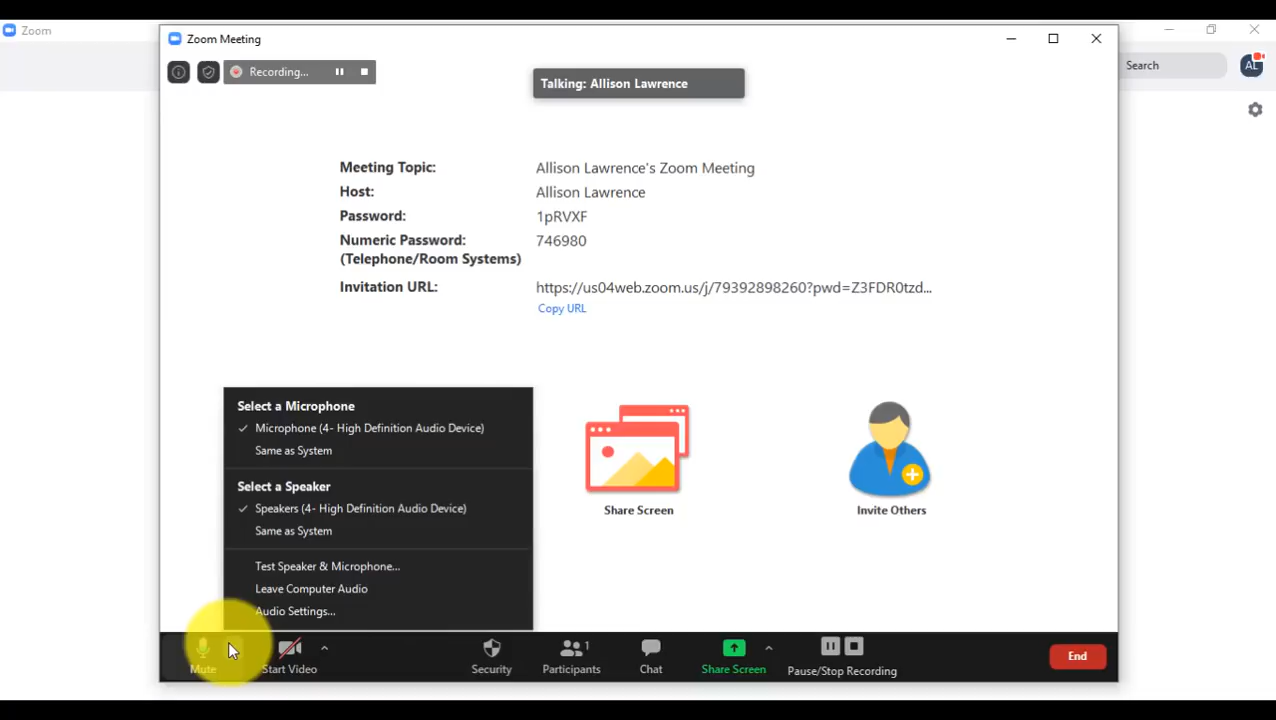 Zoom
Zoom Meeting
Recording...
Talking: Allison Lawrence
Search
AL
Meeting Topic: Allison Lawrence's Zoom Meeting
Host: Allison Lawrence
Password: 1pRVXF
Numeric Password: 746980
(Telephone/Room Systems)
Invitation URL: https://us04web.zoom.us/j/79392898260?pwd=Z3FDR0tzd...
Copy URL
Select a Microphone
✓ Microphone (4- High Definition Audio Device)
Same as System
Select a Speaker
✓ Speakers (4- High Definition Audio Device)
Same as System
Test Speaker & Microphone...
Leave Computer Audio
Audio Settings...
Share Screen
Invite Others
Mute
Start Video
Security
Participants 1
Chat
Share Screen
Pause/Stop Recording
End